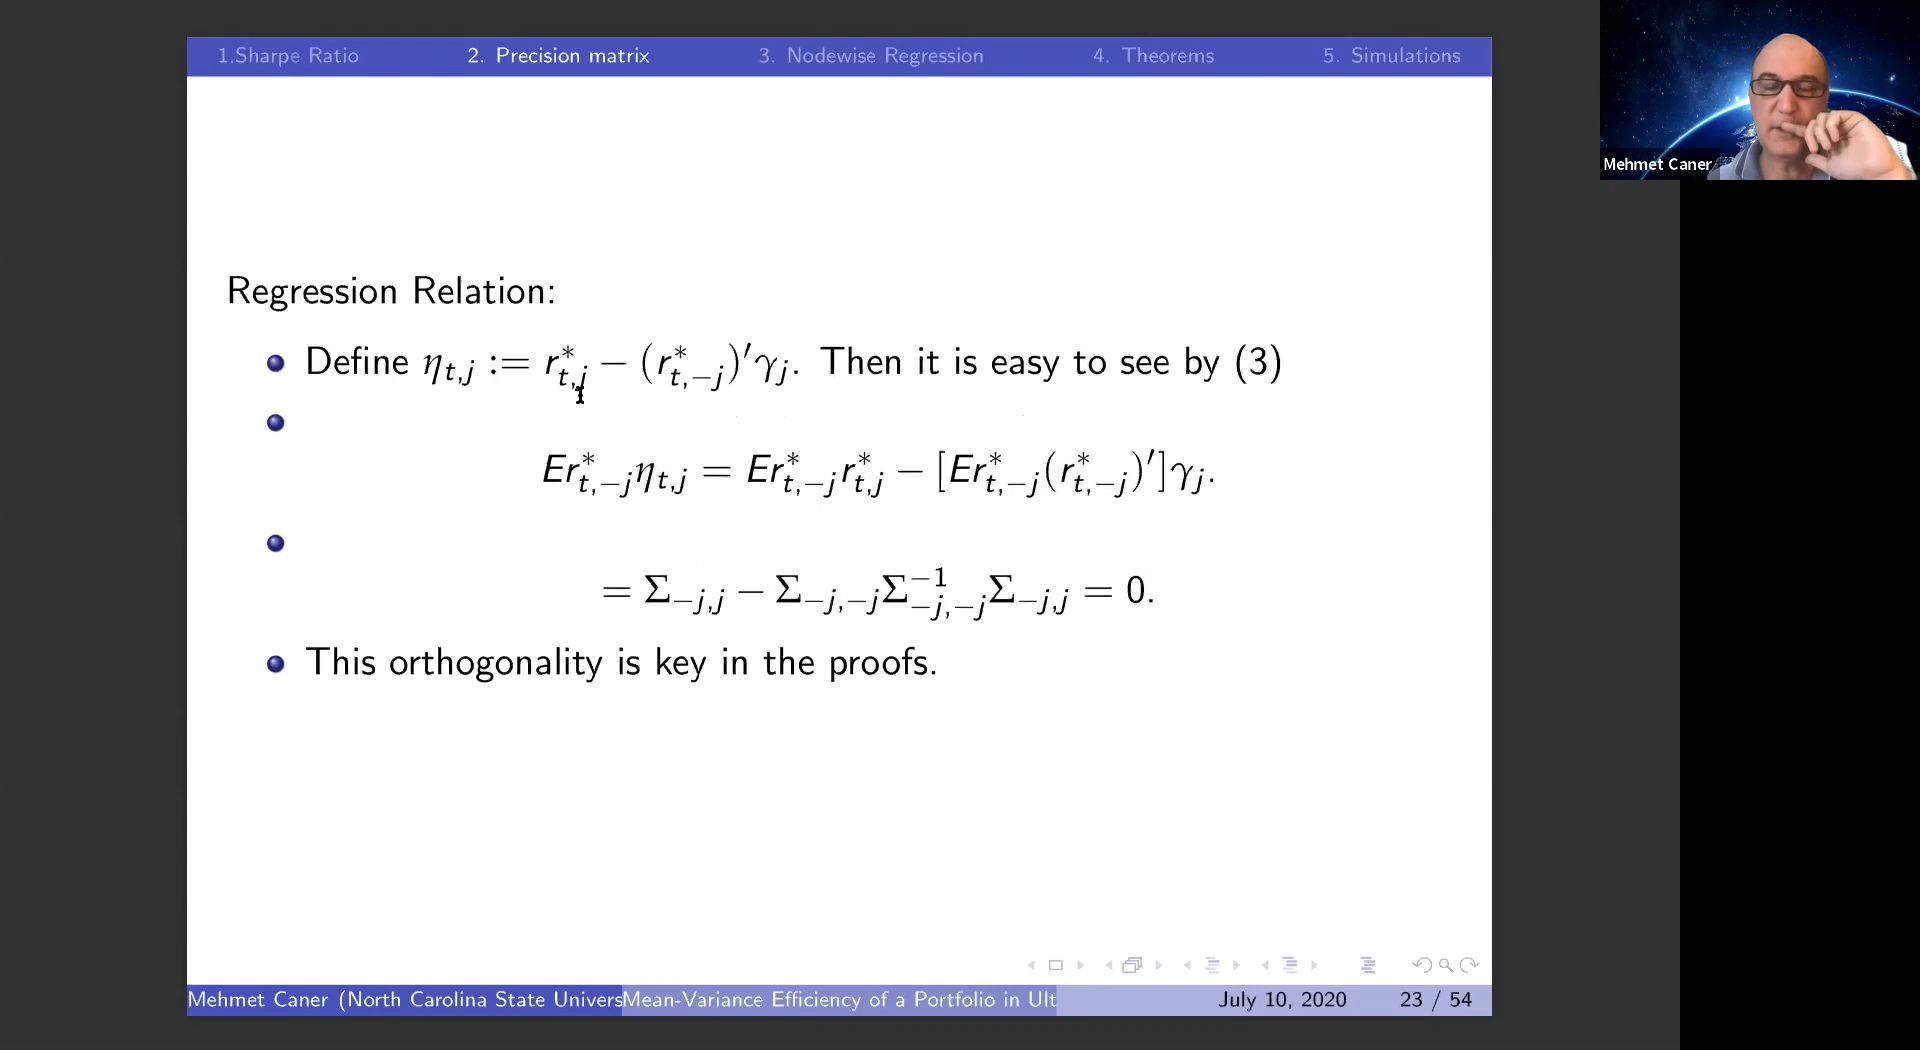 1.Sharpe Ratio 2. Precision matrix 3. Nodewise Regression 4. Theorems 5. Simulations
Mehmet Caner
Regression Relation:
Define η_{t,j} := r*_{t,j} − (r*_{t,−j})′γ_j. Then it is easy to see by (3)
Er*_{t,−j}η_{t,j} = Er*_{t,−j}r*_{t,j} − [Er*_{t,−j}(r*_{t,−j})′]γ_j.
= Σ_{−j,j} − Σ_{−j,−j}Σ^{−1}_{−j,−j}Σ_{−j,j} = 0.
This orthogonality is key in the proofs.
Mehmet Caner (North Carolina State Univers Mean-Variance Efficiency of a Portfolio in Ult July 10, 2020 23 / 54